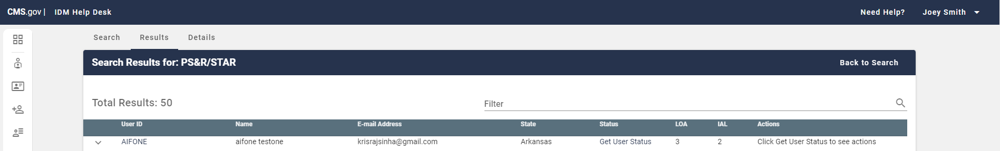 CMS.gov | IDM Help Desk Need Help? Joey Smith
Search Results Details
Search Results for: PS&R/STAR Back to Search
Total Results: 50 Filter
User ID Name E-mail Address State Status LOA IAL Actions
AIFONE aifone testone krisrajsinha@gmail.com Arkansas Get User Status 3 2 Click Get User Status to see actions